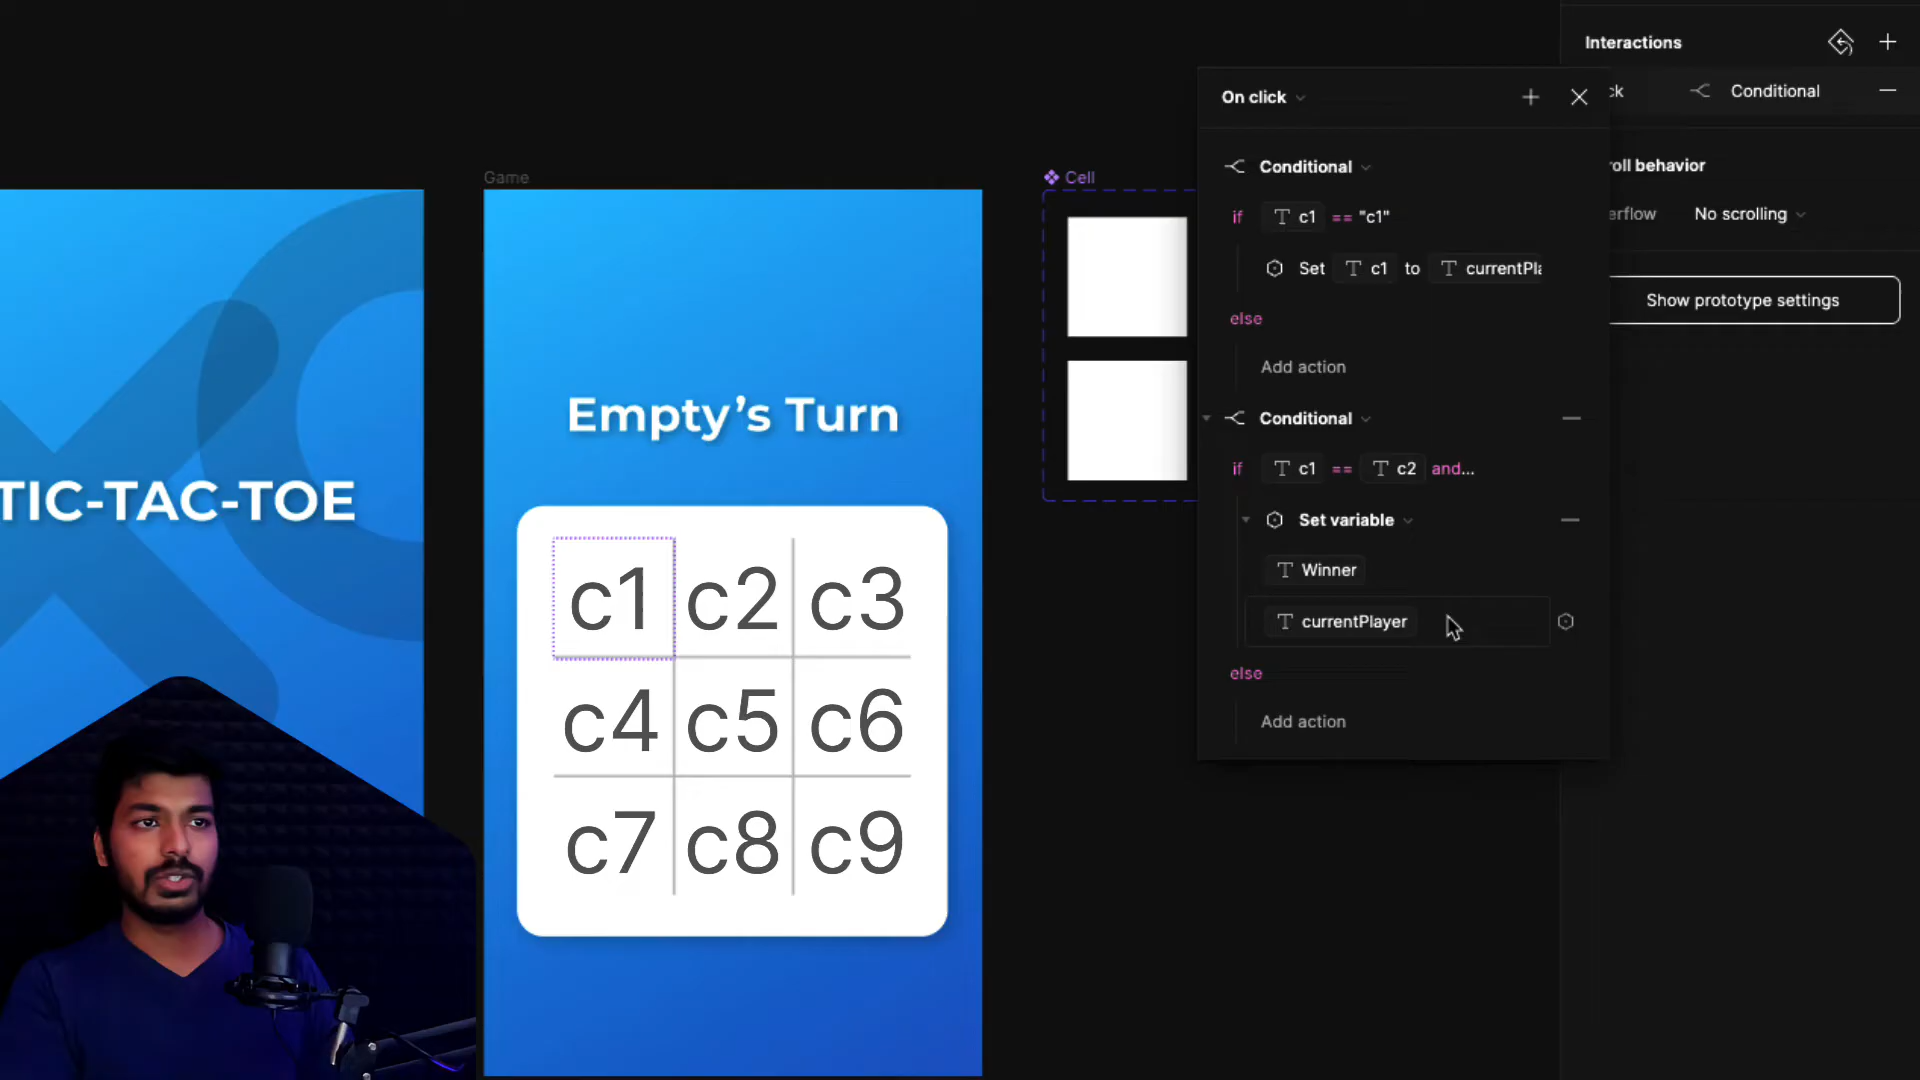 Interactions
On click
ck
Conditional
Conditional
roll behavior
Game
Cell
if c1 == "c1"
erflow
No scrolling
Set c1 to currentPla
Show prototype settings
else
Add action
Empty’s Turn
Conditional
if c1 == c2 and...
TIC-TAC-TOE
Set variable
Winner
currentPlayer
else
Add action
c1 c2 c3
c4 c5 c6
c7 c8 c9